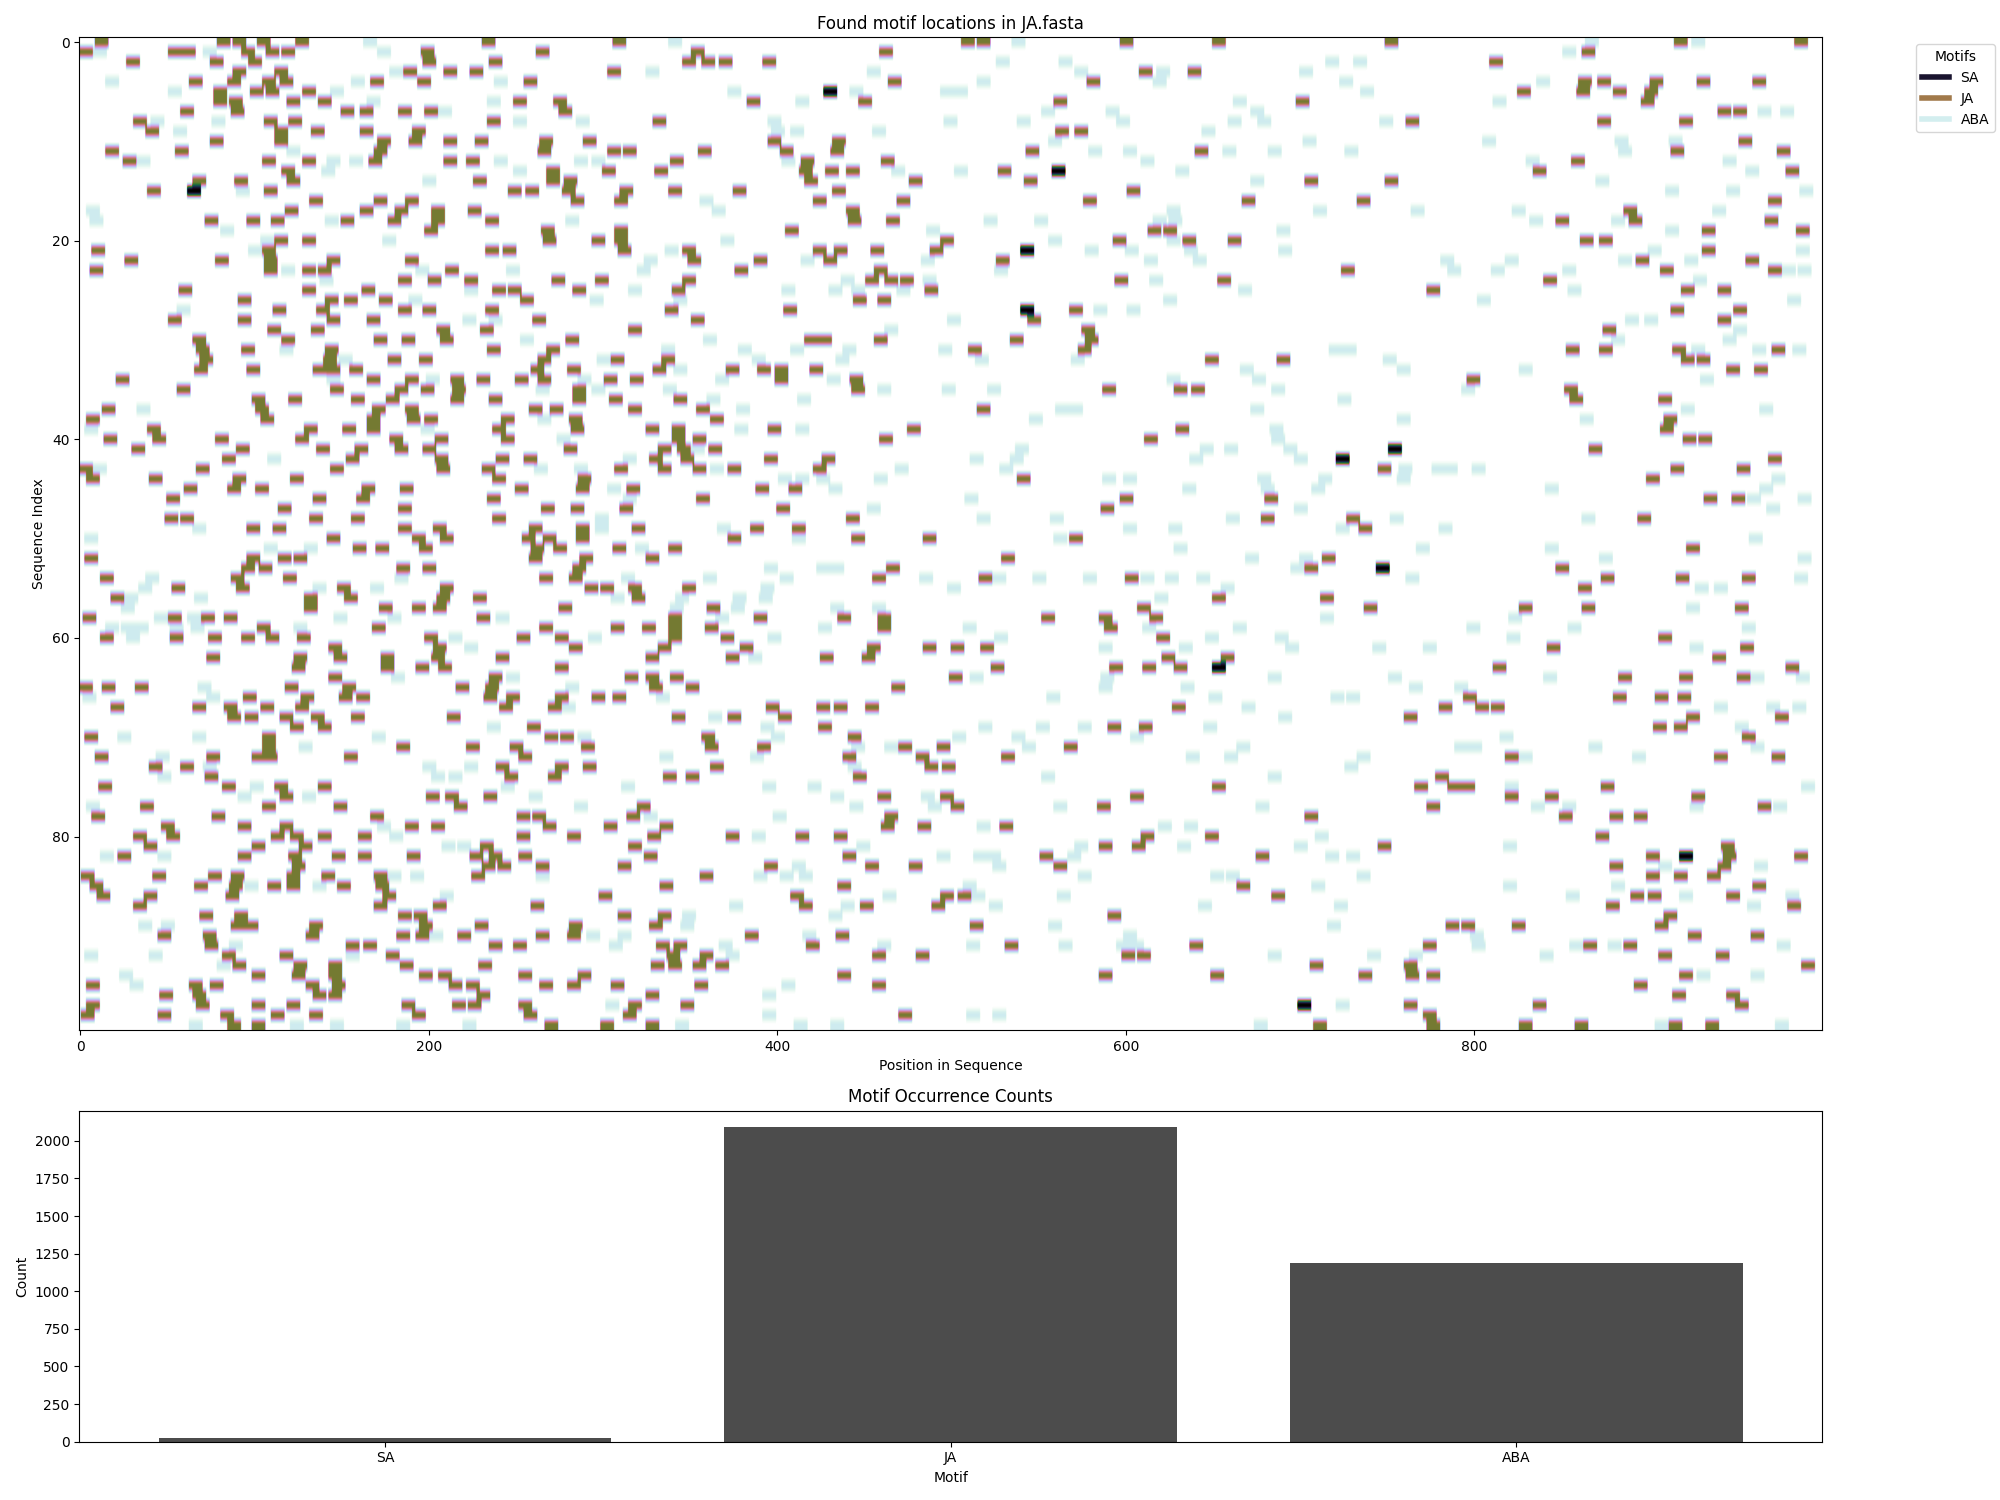 Found motif locations in JA.fasta
Motifs
SA
JA
ABA
0
20
40
60
80
Sequence Index
0
200
400
600
800
Position in Sequence
Motif Occurrence Counts
2000
1750
1500
1250
1000
750
500
250
0
Count
SA
JA
ABA
Motif